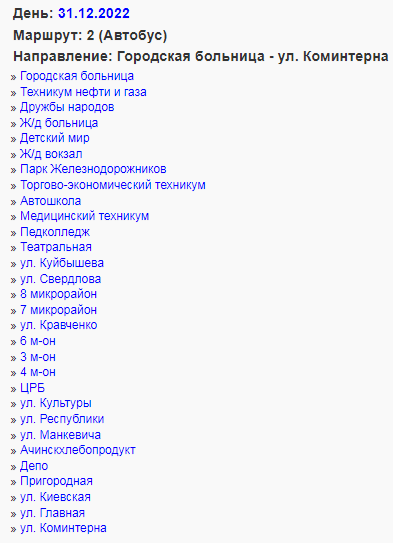 День: 31.12.2022
Маршрут: 2 (Автобус)
Направление: Городская больница - ул. Коминтерна
» Городская больница
» Техникум нефти и газа
» Дружбы народов
» Ж/д больница
» Детский мир
» Ж/д вокзал
» Парк Железнодорожников
» Торгово-экономический техникум
» Автошкола
» Медицинский техникум
» Педколледж
» Театральная
» ул. Куйбышева
» ул. Свердлова
» 8 микрорайон
» 7 микрорайон
» ул. Кравченко
» 6 м-он
» 3 м-он
» 4 м-он
» ЦРБ
» ул. Культуры
» ул. Республики
» ул. Манкевича
» Ачинскхлебопродукт
» Депо
» Пригородная
» ул. Киевская
» ул. Главная
» ул. Коминтерна